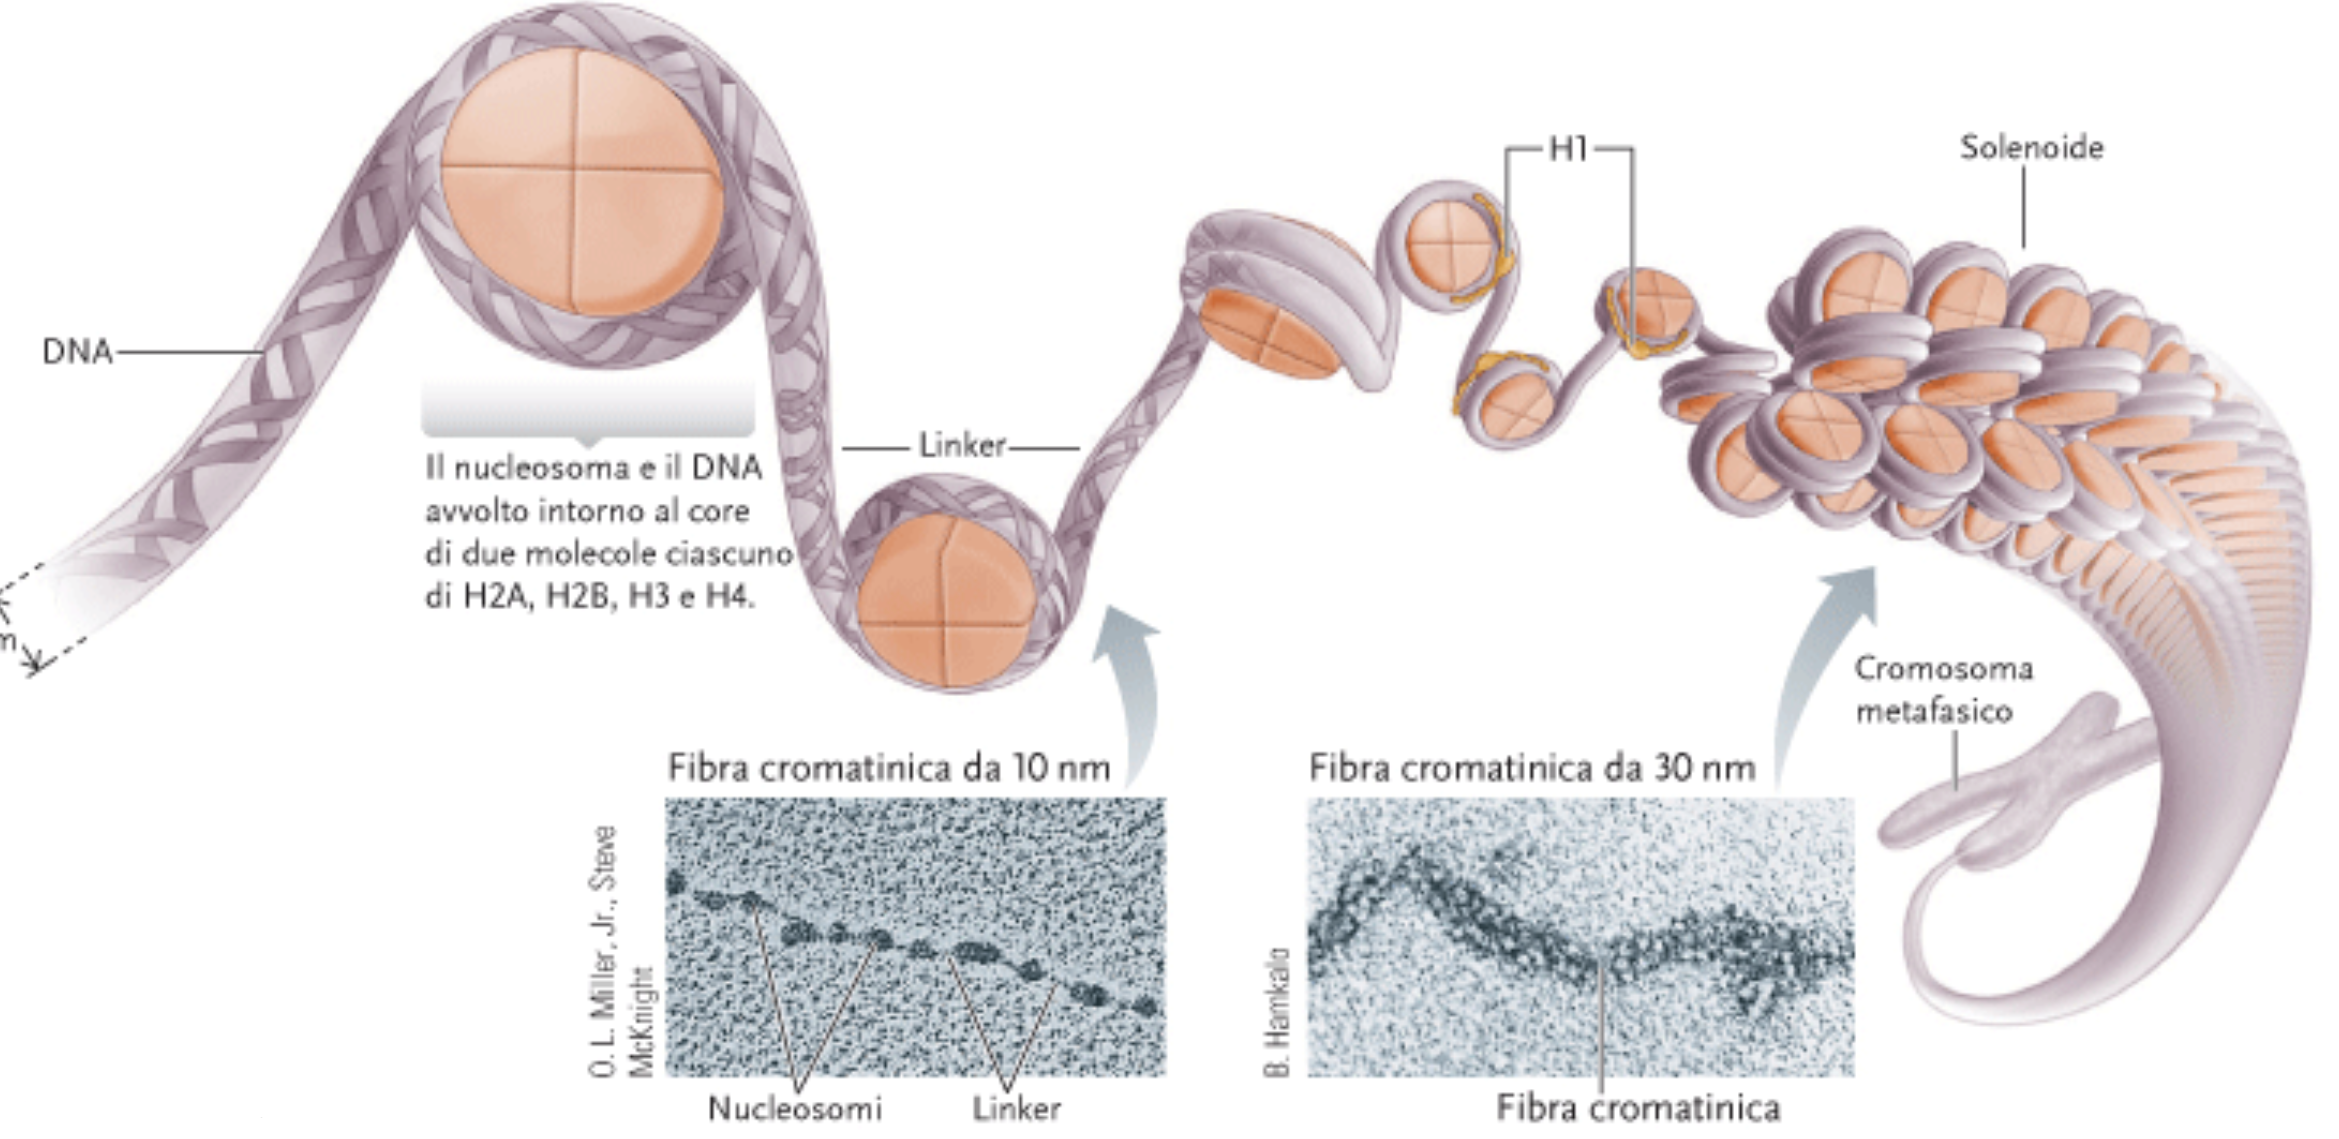 H1
Solenoide
DNA
Linker
Il nucleosoma e il DNA
avvolto intorno al core
di due molecole ciascuno
di H2A, H2B, H3 e H4.
m
Cromosoma
metafasico
Fibra cromatinica da 10 nm
Fibra cromatinica da 30 nm
O. L. Miller, Jr., Steve
McKnight
B. Hamkalo
Nucleosomi
Linker
Fibra cromatinica